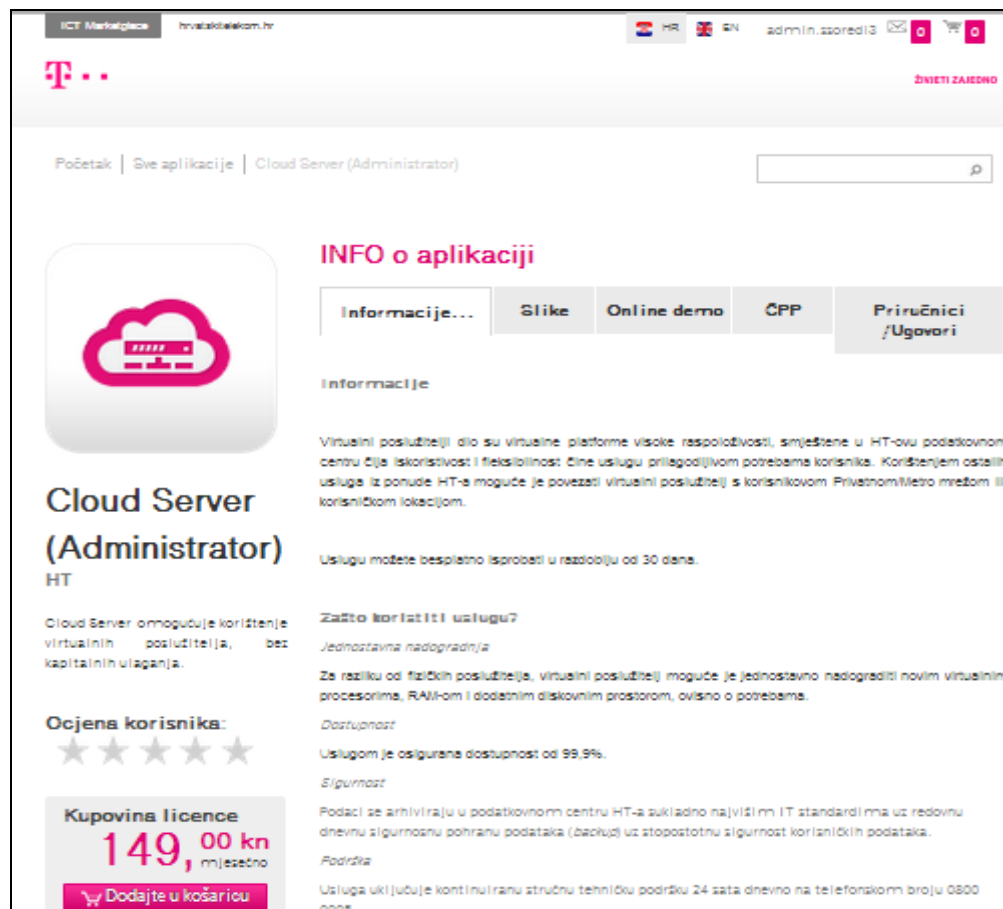 ICT Marketplace hrvatskitelekom.hr HR EN admin.ssoredi3 0 0
T
ŽIVJETI ZAJEDNO
Početak | Sve aplikacije | Cloud Server (Administrator)
INFO o aplikaciji
Informacije... Slike Online demo ČPP Priručnici
/Ugovori
Informacije
Virtualni poslužitelji dio su virtualne platforme visoke raspoloživosti, smještene u HT-ovu podatkovnom
centru čija iskoristivost i fleksibilnost čine uslugu prilagodljivom potrebama korisnika. Korištenjem ostalih
usluga iz ponude HT-a moguće je povezati virtualni poslužitelj s korisnikovom Privatnom/Metro mrežom ili
korisničkom lokacijom.
Uslugu možete besplatno isprobati u razdoblju od 30 dana.
Cloud Server
(Administrator)
HT
Cloud Server omogućuje korištenje
virtualnih poslužitelja, bez
kapitalnih ulaganja.
Zašto koristiti uslugu?
Jednostavna nadogradnja
Za razliku od fizičkih poslužitelja, virtualni poslužitelj moguće je jednostavno nadograditi novim virtualnim
procesorima, RAM-om i dodatnim diskovnim prostorom, ovisno o potrebama.
Dostupnost
Uslugom je osigurana dostupnost od 99,9%.
Sigurnost
Podaci se arhiviraju u podatkovnom centru HT-a sukladno najvišim IT standardima uz redovnu
dnevnu sigurnosnu pohranu podataka (backup) uz stopostotnu sigurnost korisničkih podataka.
Podrška
Usluga uključuje kontinuiranu stručnu tehničku podršku 24 sata dnevno na telefonskom broju 0800
Ocjena korisnika:
Kupovina licence
149,00 kn
mjesečno
Dodajte u košaricu